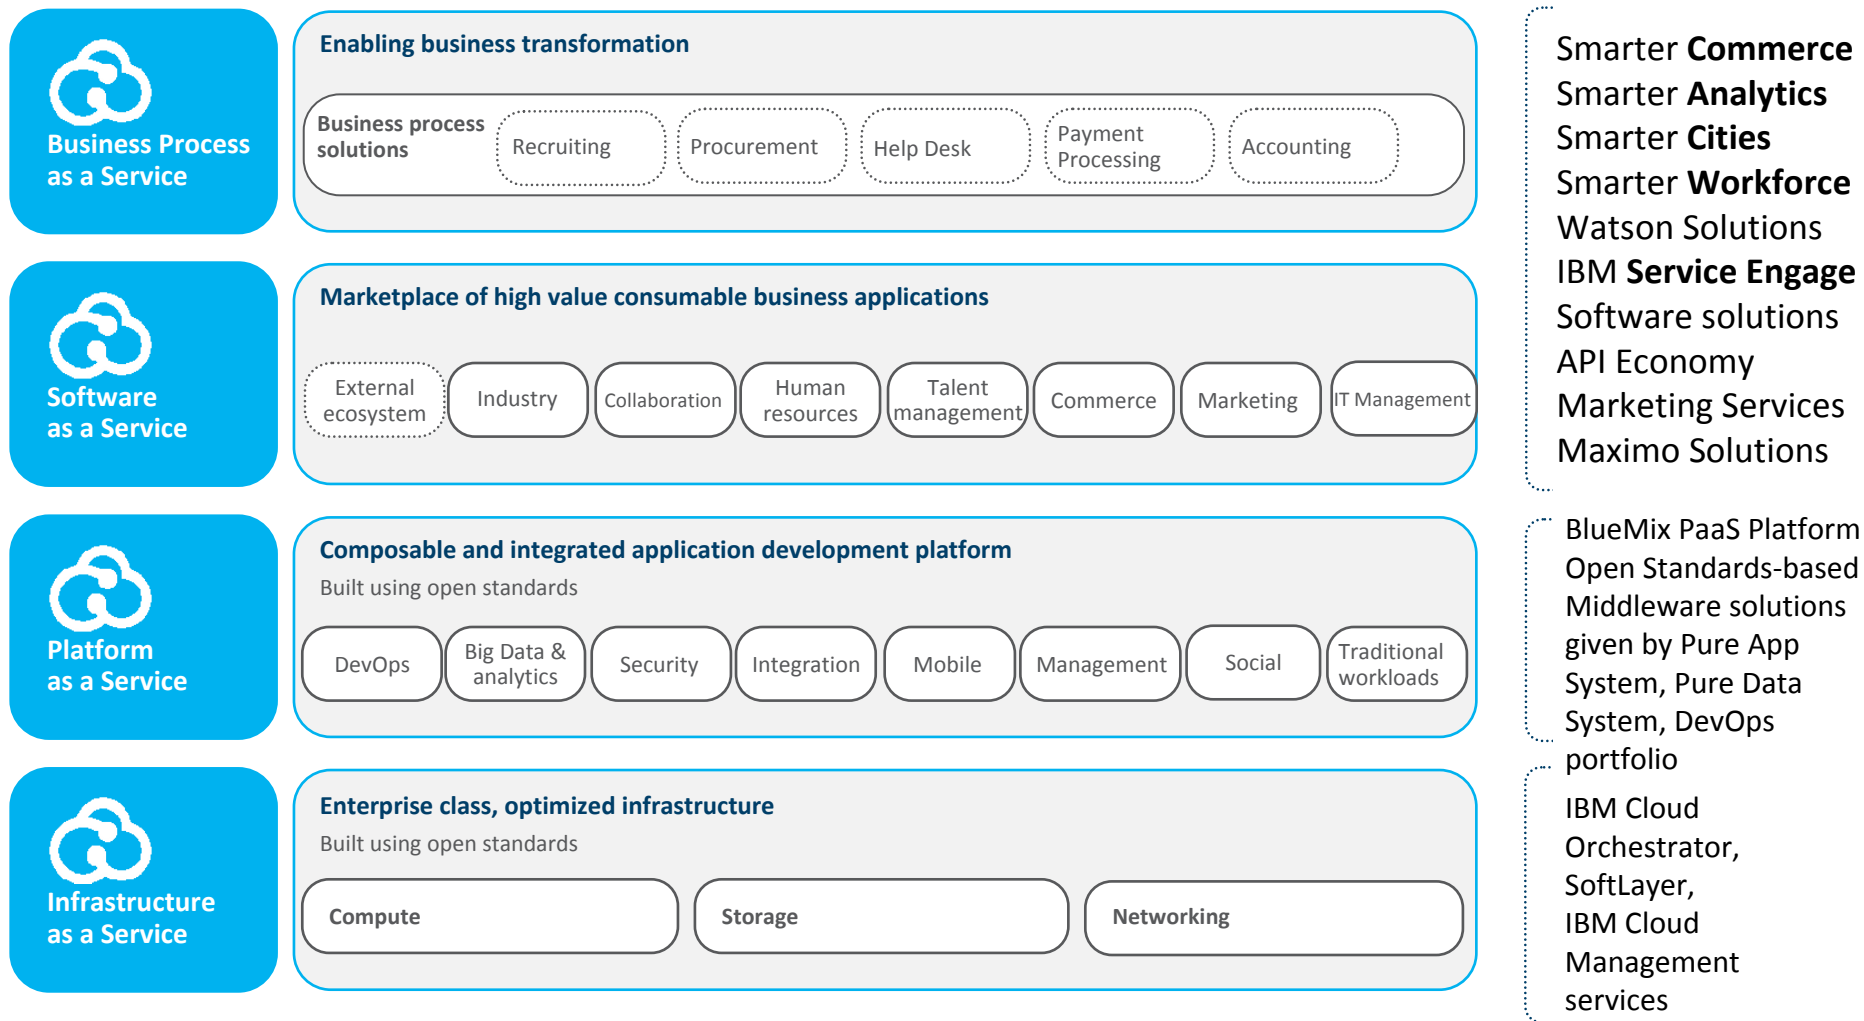 Business Process
as a Service
Enabling business transformation
Business process
solutions
Recruiting
Procurement
Help Desk
Payment
Processing
Accounting
Software
as a Service
Marketplace of high value consumable business applications
External
ecosystem
Industry
Collaboration
Human
resources
Talent
management
Commerce
Marketing
IT Management
Smarter Commerce
Smarter Analytics
Smarter Cities
Smarter Workforce
Watson Solutions
IBM Service Engage
Software solutions
API Economy
Marketing Services
Maximo Solutions
Platform
as a Service
Composable and integrated application development platform
Built using open standards
DevOps
Big Data &
analytics
Security
Integration
Mobile
Management
Social
Traditional
workloads
BlueMix PaaS Platform
Open Standards-based
Middleware solutions
given by Pure App
System, Pure Data
System, DevOps
portfolio
Infrastructure
as a Service
Enterprise class, optimized infrastructure
Built using open standards
Compute
Storage
Networking
IBM Cloud
Orchestrator,
SoftLayer,
IBM Cloud
Management
services